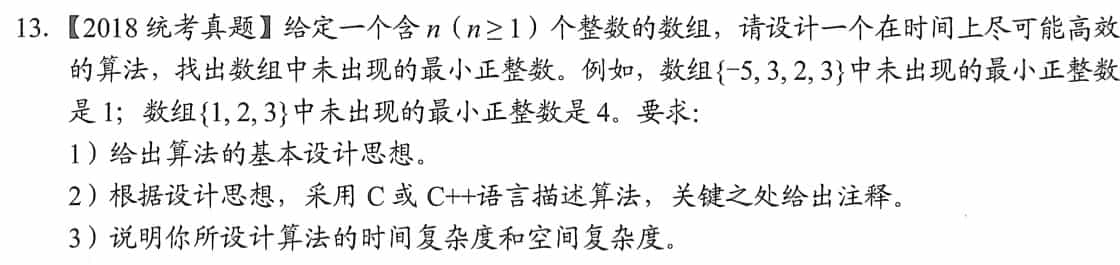 13.【2018 统考真题】给定一个含 n（n ≥ 1）个整数的数组，请设计一个在时间上尽可能高效
的算法，找出数组中未出现的最小正整数。例如，数组{-5, 3, 2, 3}中未出现的最小正整数
是 1；数组{1, 2, 3}中未出现的最小正整数是 4。要求：
1）给出算法的基本设计思想。
2）根据设计思想，采用 C 或 C++语言描述算法，关键之处给出注释。
3）说明你所设计算法的时间复杂度和空间复杂度。